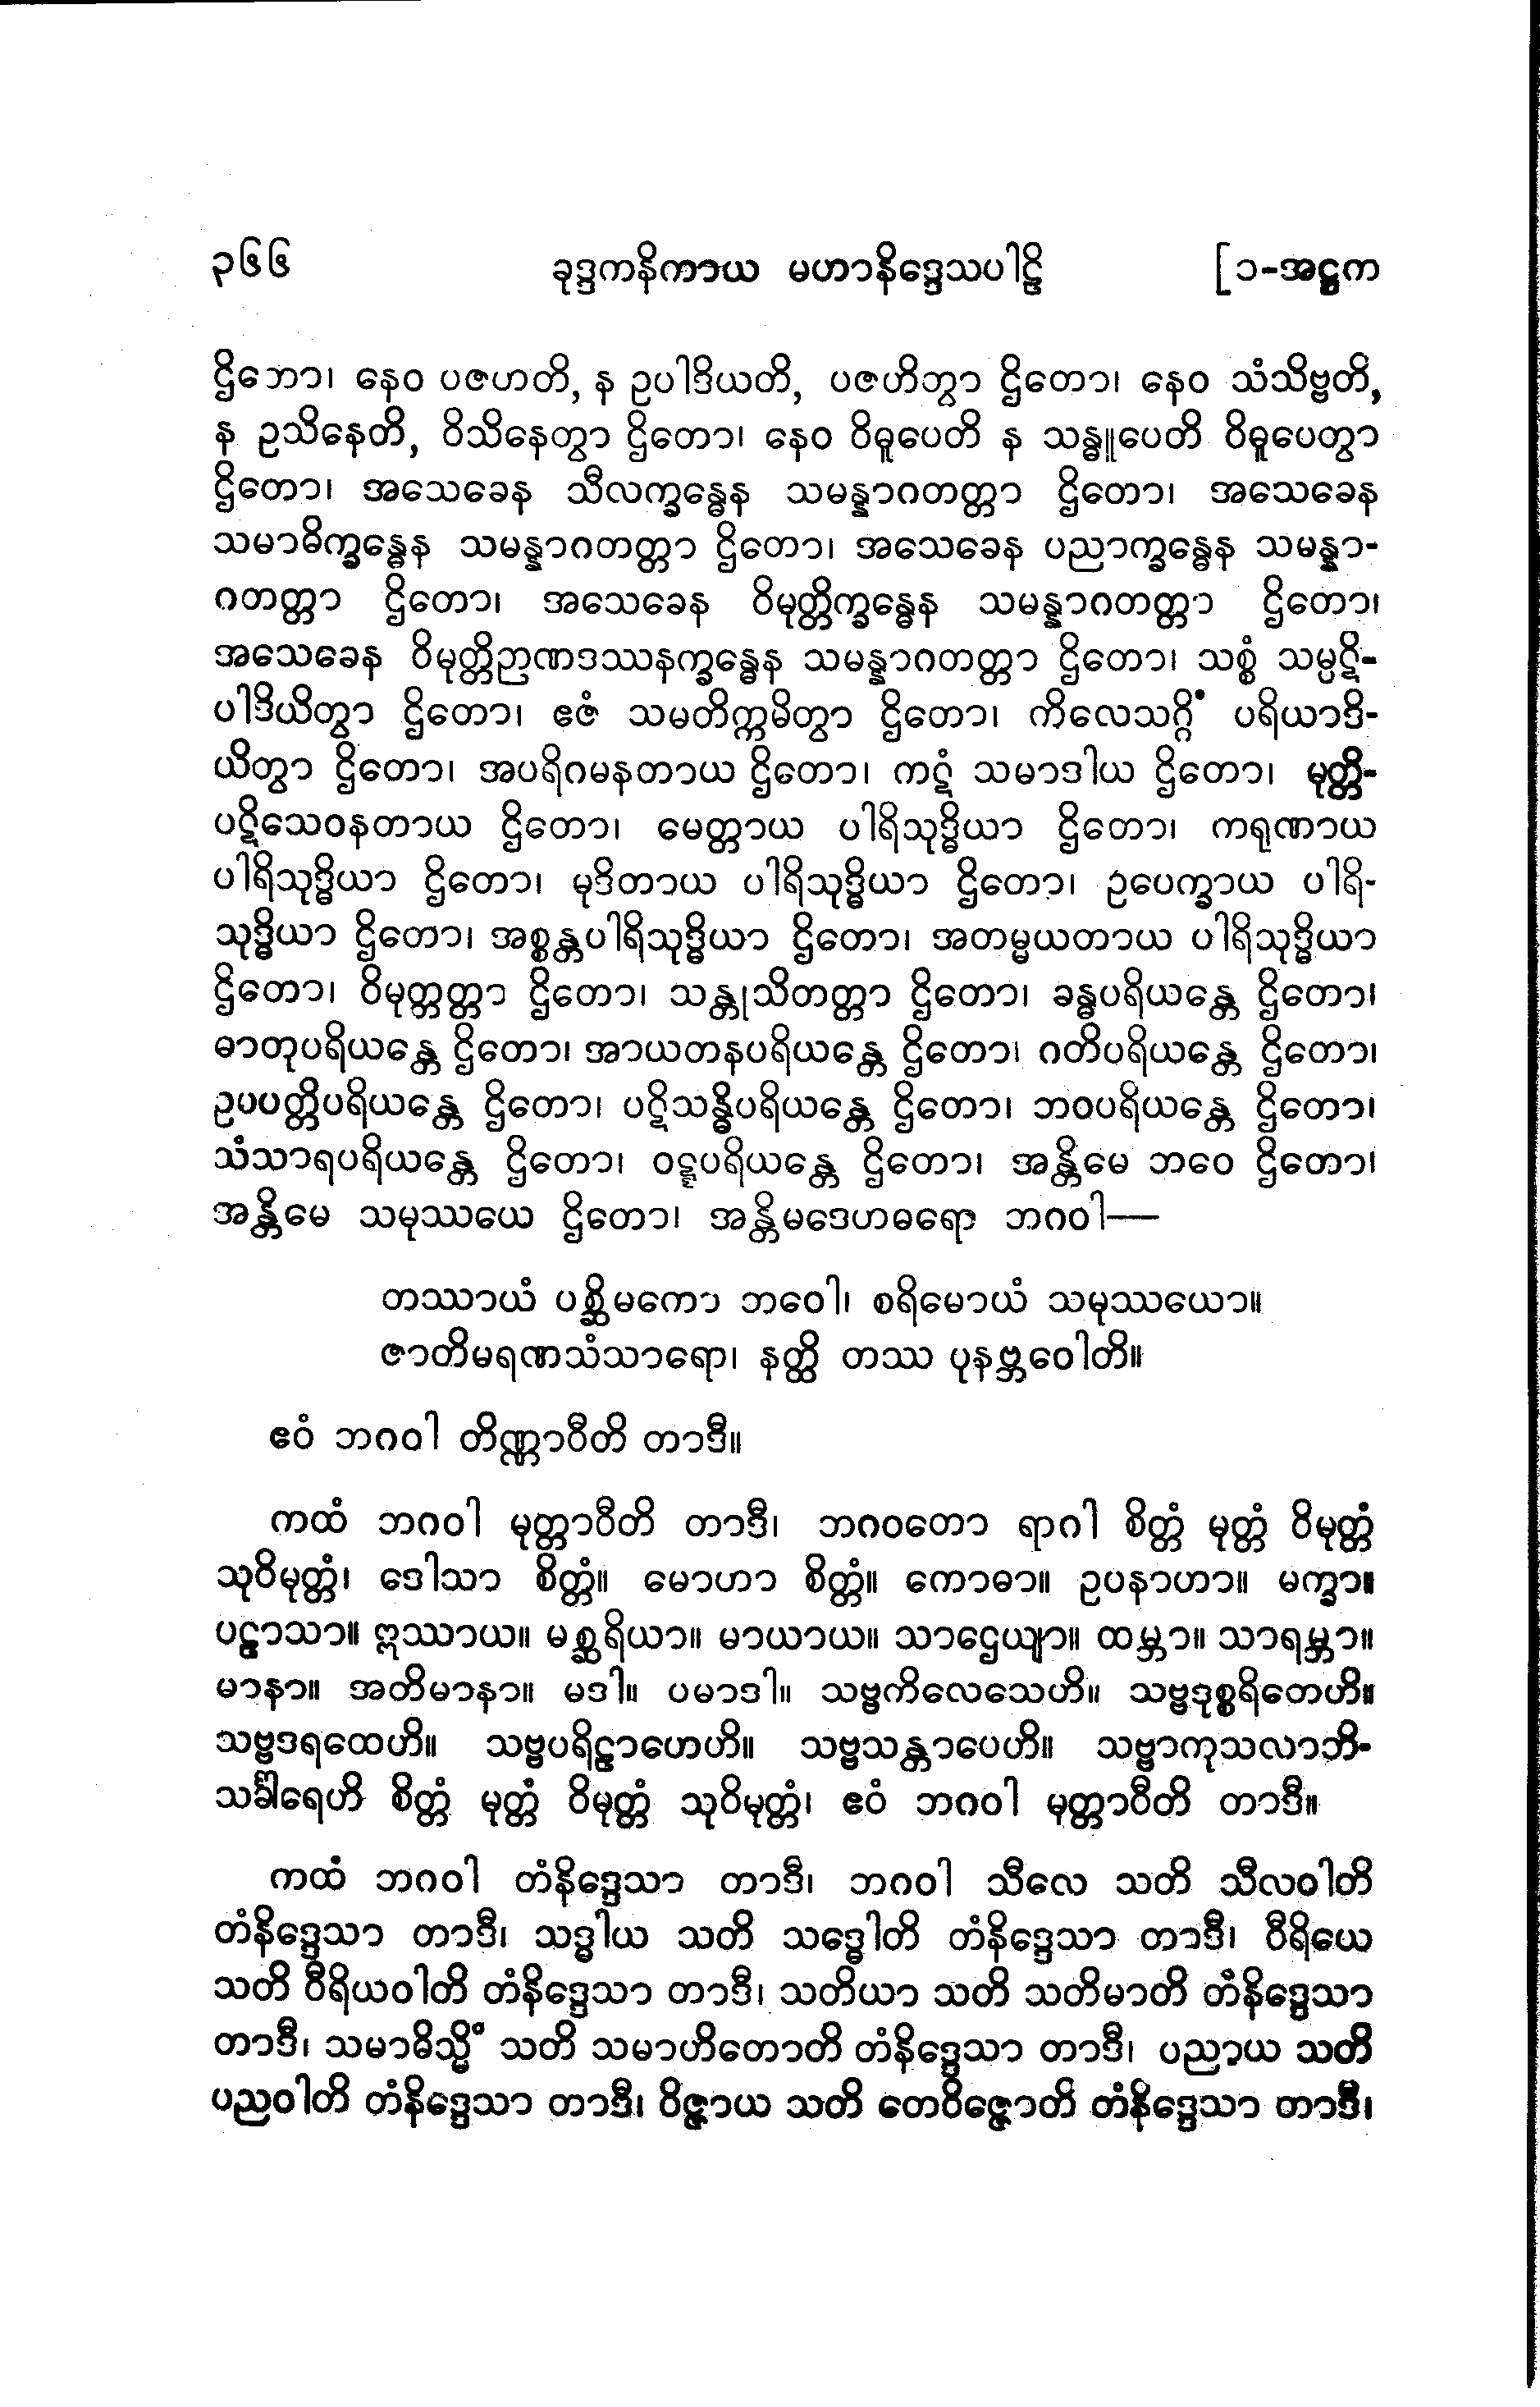 ၃၆၆ ခုဒ္ဒကနိကာယ မဟာနိဒ္ဒေသပါဠိ [၁-အဋ္ဌက
ဌိတော၊ နေဝ ပဇဟတိ, န ဥပါဒိယတိ, ပဇဟိတွာ ဌိတော၊ နေဝ သံသိဗ္ဗတိ,
န ဥသိနေတိ, ဝိသိနေတွာ ဌိတော၊ နေဝ ဝိဓူပေတိ န သန္ဓူပေတိ ဝိဓူပေတွာ
ဌိတော၊ အသေခေန သီလက္ခန္ဓေန သမန္နာဂတတ္တာ ဌိတော၊ အသေခေန
သမာဓိက္ခန္ဓေန သမန္နာဂတတ္တာ ဌိတော၊ အသေခေန ပညာက္ခန္ဓေန သမန္နာ-
ဂတတ္တာ ဌိတော၊ အသေခေန ဝိမုတ္တိက္ခန္ဓေန သမန္နာဂတတ္တာ ဌိတော၊
အသေခေန ဝိမုတ္တိဉာဏဒဿနက္ခန္ဓေန သမန္နာဂတတ္တာ ဌိတော၊ သစ္စံ သမ္ပဋိ-
ပါဒိယိတွာ ဌိတော၊ ဧဇံ သမတိက္ကမိတွာ ဌိတော၊ ကိလေသဂ္ဂိံ ပရိယာဒိ-
ယိတွာ ဌိတော၊ အပရိဂမနတာယ ဌိတော၊ ကဋံ သမာဒါယ ဌိတော၊ မုတ္တိ-
ပဋိသေဝနတာယ ဌိတော၊ မေတ္တာယ ပါရိသုဒ္ဓိယာ ဌိတော၊ ကရုဏာယ
ပါရိသုဒ္ဓိယာ ဌိတော၊ မုဒိတာယ ပါရိသုဒ္ဓိယာ ဌိတော၊ ဥပေက္ခာယ ပါရိ-
သုဒ္ဓိယာ ဌိတော၊ အစ္စန္တပါရိသုဒ္ဓိယာ ဌိတော၊ အတမ္မယတာယ ပါရိသုဒ္ဓိယာ
ဌိတော၊ ဝိမုတ္တတ္တာ ဌိတော၊ သန္တုသိတတ္တာ ဌိတော၊ ခန္ဓပရိယန္တေ ဌိတော၊
ဓာတုပရိယန္တေ ဌိတော၊ အာယတနပရိယန္တေ ဌိတော၊ ဂတိပရိယန္တေ ဌိတော၊
ဥပပတ္တိပရိယန္တေ ဌိတော၊ ပဋိသန္ဓိပရိယန္တေ ဌိတော၊ ဘဝပရိယန္တေ ဌိတော၊
သံသာရပရိယန္တေ ဌိတော၊ ဝဋ္ဋပရိယန္တေ ဌိတော၊ အန္တိမေ ဘဝေ ဌိတော၊
အန္တိမေ သမုဿယေ ဌိတော၊ အန္တိမဒေဟဓရော ဘဂဝါ—
တဿာယံ ပစ္ဆိမကော ဘဝေါ၊ စရိမောယံ သမုဿယော။
ဇာတိမရဏသံသာရော၊ နတ္ထိ တဿ ပုနဗ္ဘဝေါတိ။
ဧဝံ ဘဂဝါ တိဏ္ဏာဝီတိ တာဒီ။
ကထံ ဘဂဝါ မုတ္တာဝီတိ တာဒီ၊ ဘဂဝတော ရာဂါ စိတ္တံ မုတ္တံ ဝိမုတ္တံ
သုဝိမုတ္တံ၊ ဒေါသာ စိတ္တံ။ မောဟာ စိတ္တံ။ ကောဓာ။ ဥပနာဟာ။ မက္ခာ။
ပဠာသာ။ ဣဿာယ။ မစ္ဆရိယာ။ မာယာယ။ သာဌေယျာ။ ထမ္ဘာ။ သာရမ္ဘာ။
မာနာ။ အတိမာနာ။ မဒါ။ ပမာဒါ။ သဗ္ဗကိလေသေဟိ။ သဗ္ဗဒုစ္စရိတေဟိ။
သဗ္ဗဒရထေဟိ။ သဗ္ဗပရိဠာဟေဟိ။ သဗ္ဗသန္တာပေဟိ။ သဗ္ဗာကုသလာဘိ-
သင်္ခါရေဟိ စိတ္တံ မုတ္တံ ဝိမုတ္တံ သုဝိမုတ္တံ၊ ဧဝံ ဘဂဝါ မုတ္တာဝီတိ တာဒီ။
ကထံ ဘဂဝါ တံနိဒ္ဒေသာ တာဒီ၊ ဘဂဝါ သီလေ သတိ သီလဝါတိ
တံနိဒ္ဒေသာ တာဒီ၊ သဒ္ဓါယ သတိ သဒ္ဓေါတိ တံနိဒ္ဒေသာ တာဒီ၊ ဝီရိယေ
သတိ ဝီရိယဝါတိ တံနိဒ္ဒေသာ တာဒီ၊ သတိယာ သတိ သတိမာတိ တံနိဒ္ဒေသာ
တာဒီ၊ သမာဓိသ္မိံ သတိ သမာဟိတောတိ တံနိဒ္ဒေသာ တာဒီ၊ ပညာယ သတိ
ပညဝါတိ တံနိဒ္ဒေသာ တာဒီ၊ ဝိဇ္ဇာယ သတိ တေဝိဇ္ဇောတိ တံနိဒ္ဒေသာ တာဒီ၊